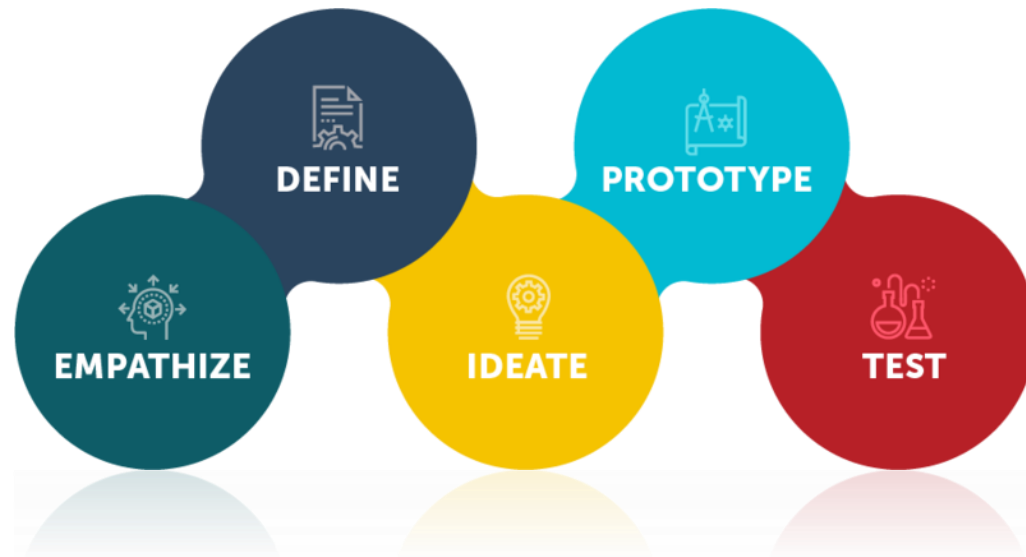 EMPATHIZE
DEFINE
IDEATE
PROTOTYPE
TEST